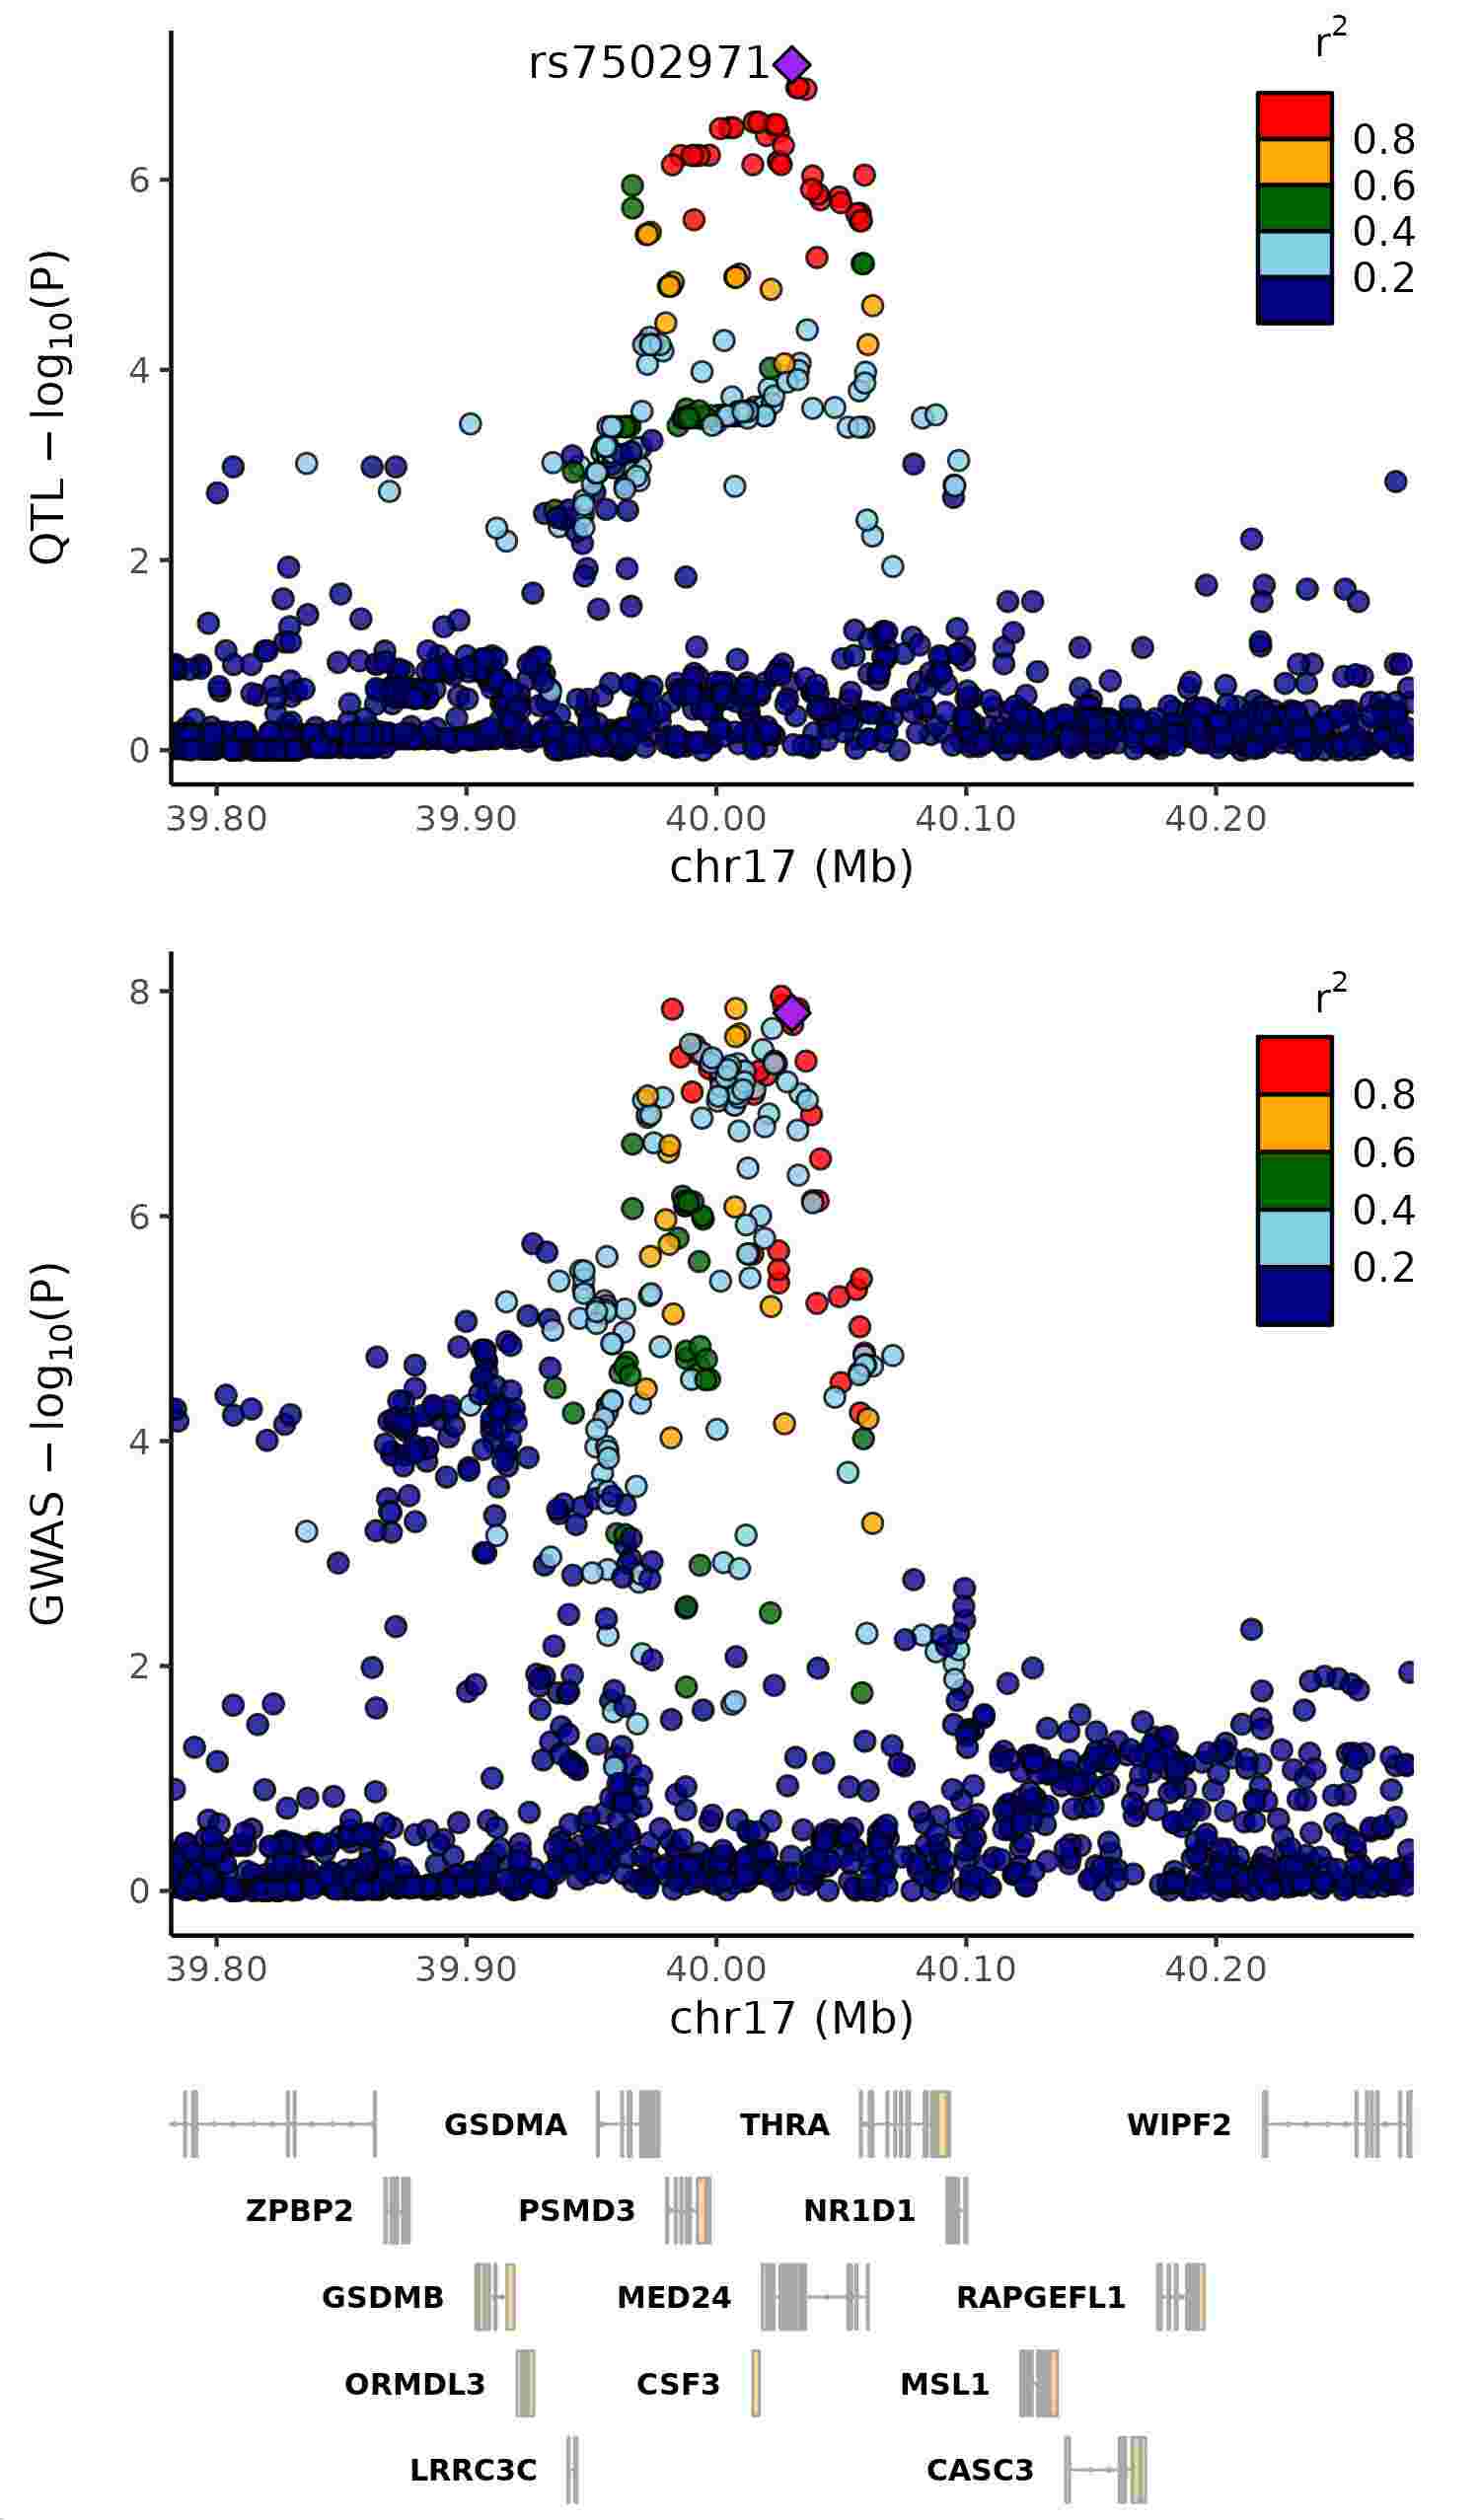 rs7502971
r2
0.8
0.6
0.4
0.2
QTL −log10(P)
6
4
2
0
39.80 39.90 40.00 40.10 40.20
chr17 (Mb)
r2
0.8
0.6
0.4
0.2
GWAS −log10(P)
8
6
4
2
0
39.80 39.90 40.00 40.10 40.20
chr17 (Mb)
GSDMA THRA WIPF2
ZPBP2 PSMD3 NR1D1
GSDMB MED24 RAPGEFL1
ORMDL3 CSF3 MSL1
LRRC3C CASC3